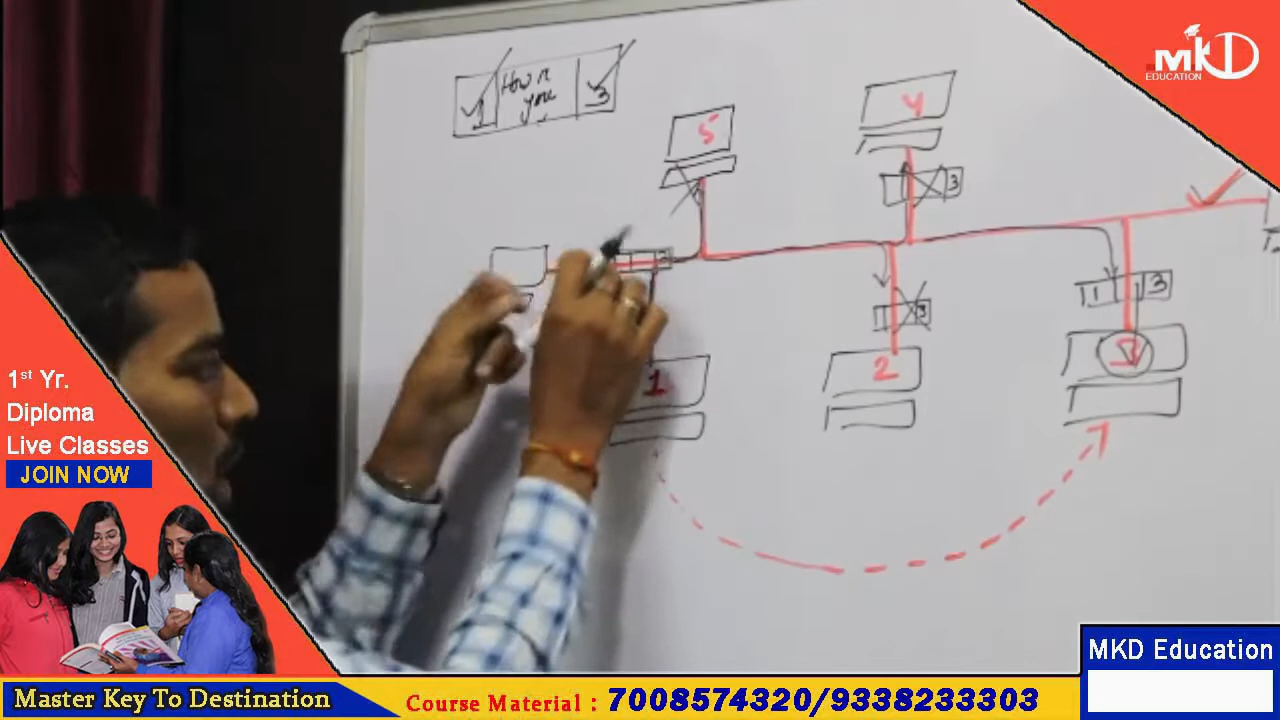 MKD
EDUCATION
1 How r you 3
5
4
3
3
1 3
1
2
1st Yr.
Diploma
Live Classes
JOIN NOW
MKD Education
Master Key To Destination
Course Material : 7008574320/9338233303